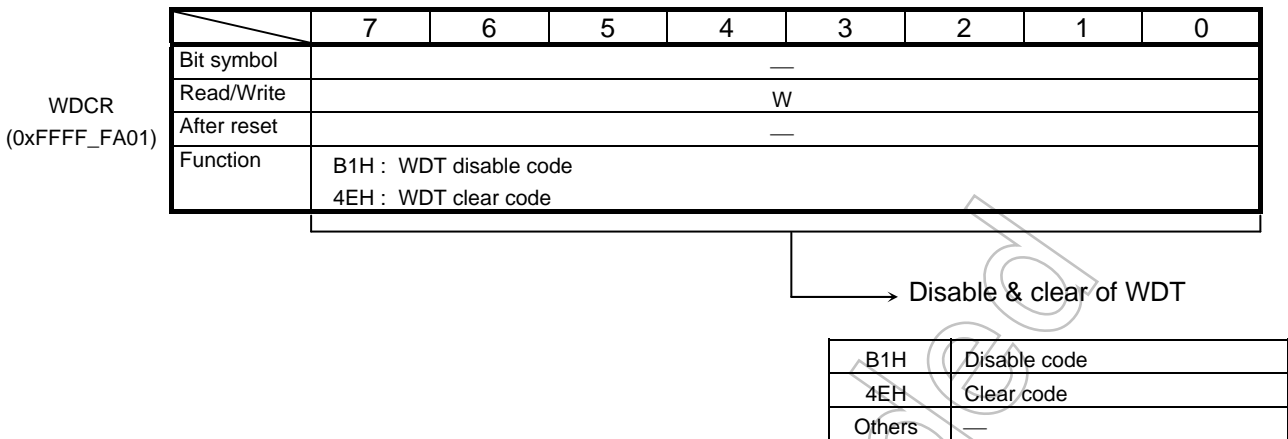 7 6 5 4 3 2 1 0
WDCR
(0xFFFF_FA01)
Bit symbol —
Read/Write W
After reset —
Function B1H : WDT disable code
4EH : WDT clear code
Disable & clear of WDT
B1H Disable code
4EH Clear code
Others —
ded